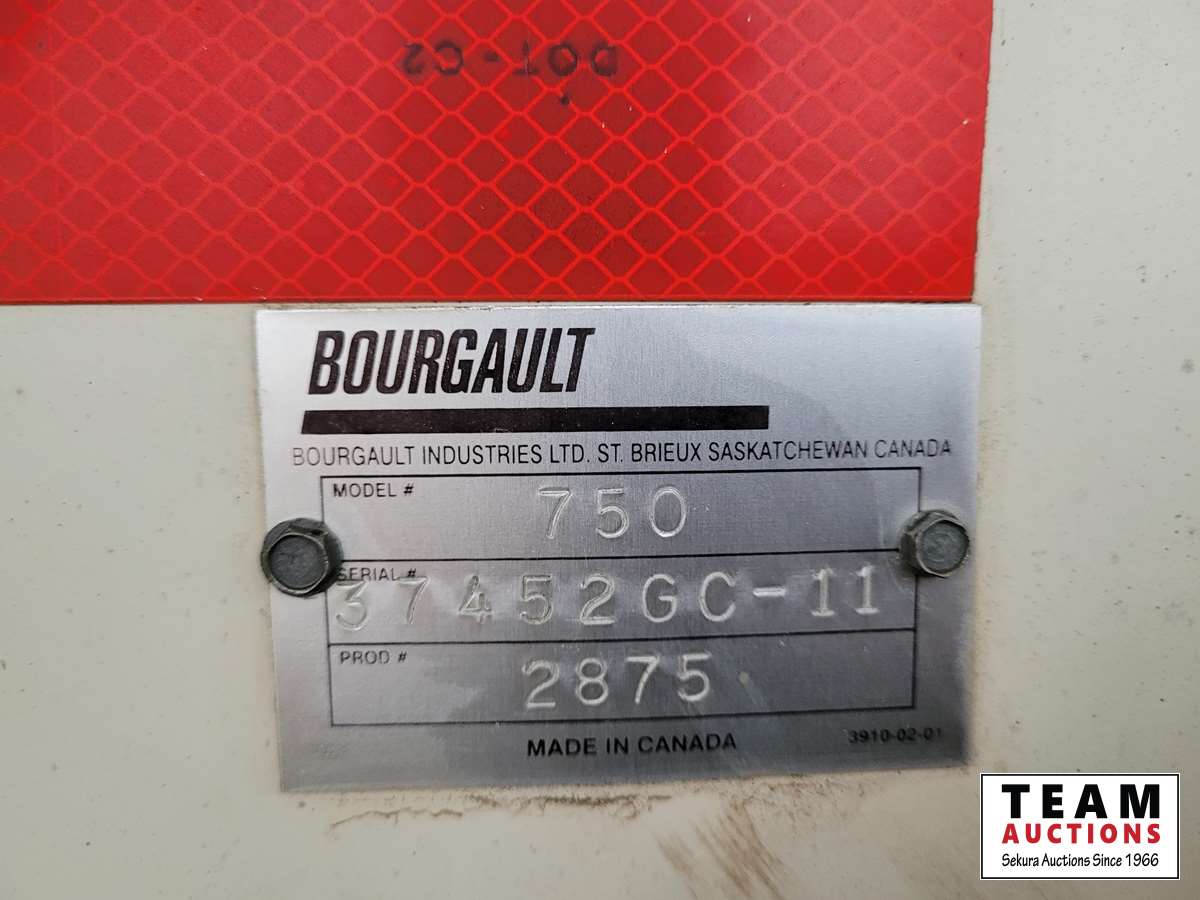 DOT-C2
BOURGAULT
BOURGAULT INDUSTRIES LTD. ST. BRIEUX SASKATCHEWAN CANADA
MODEL # 750
SERIAL # 37452GC-11
PROD # 2875
MADE IN CANADA 3910-02-01
TEAM
AUCTIONS
Sekura Auctions Since 1966